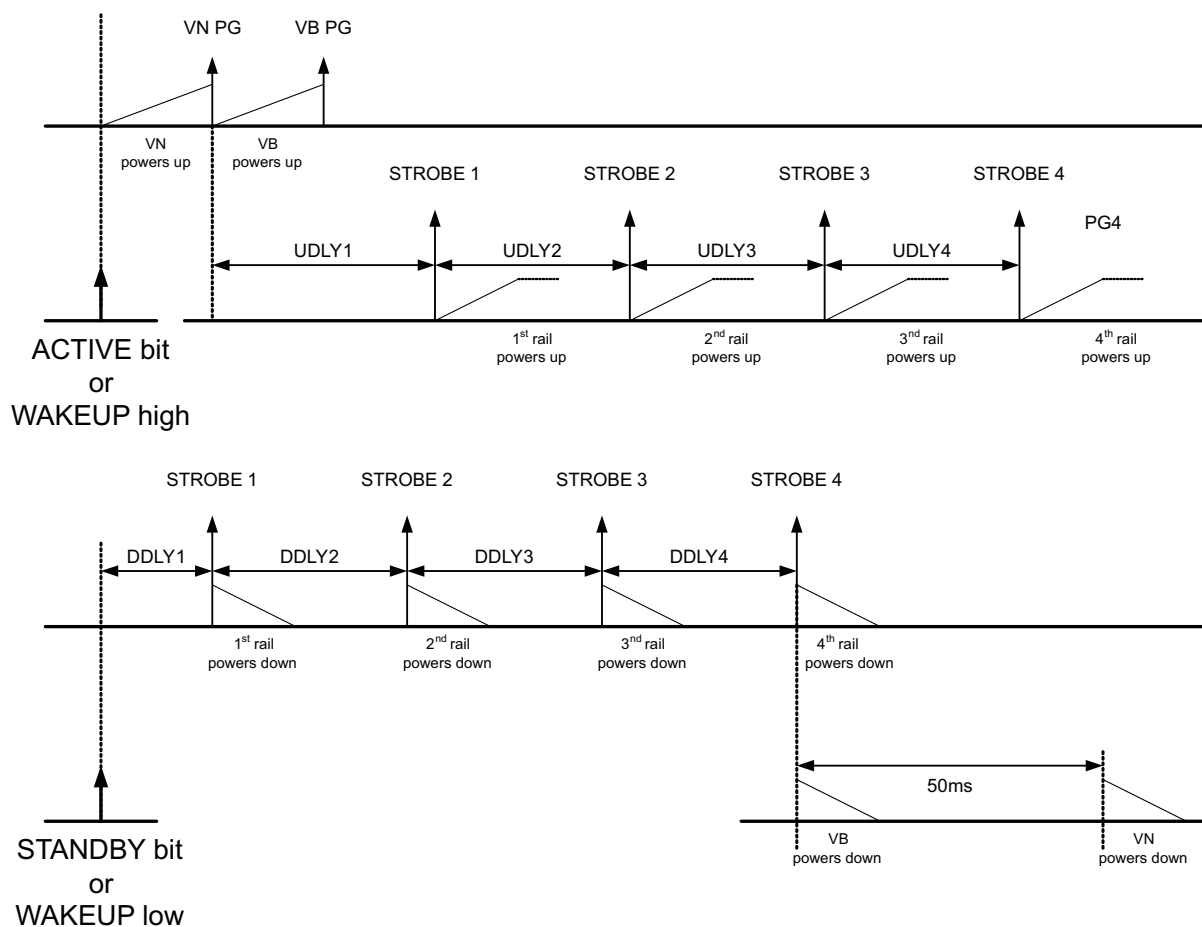 VN PG
VB PG
VN
powers up
VB
powers up
STROBE 1
STROBE 2
STROBE 3
STROBE 4
PG4
UDLY1
UDLY2
UDLY3
UDLY4
1st rail
powers up
2nd rail
powers up
3nd rail
powers up
4th rail
powers up
ACTIVE bit
or
WAKEUP high
STROBE 1
STROBE 2
STROBE 3
STROBE 4
DDLY1
DDLY2
DDLY3
DDLY4
1st rail
powers down
2nd rail
powers down
3nd rail
powers down
4th rail
powers down
50ms
VB
powers down
VN
powers down
STANDBY bit
or
WAKEUP low